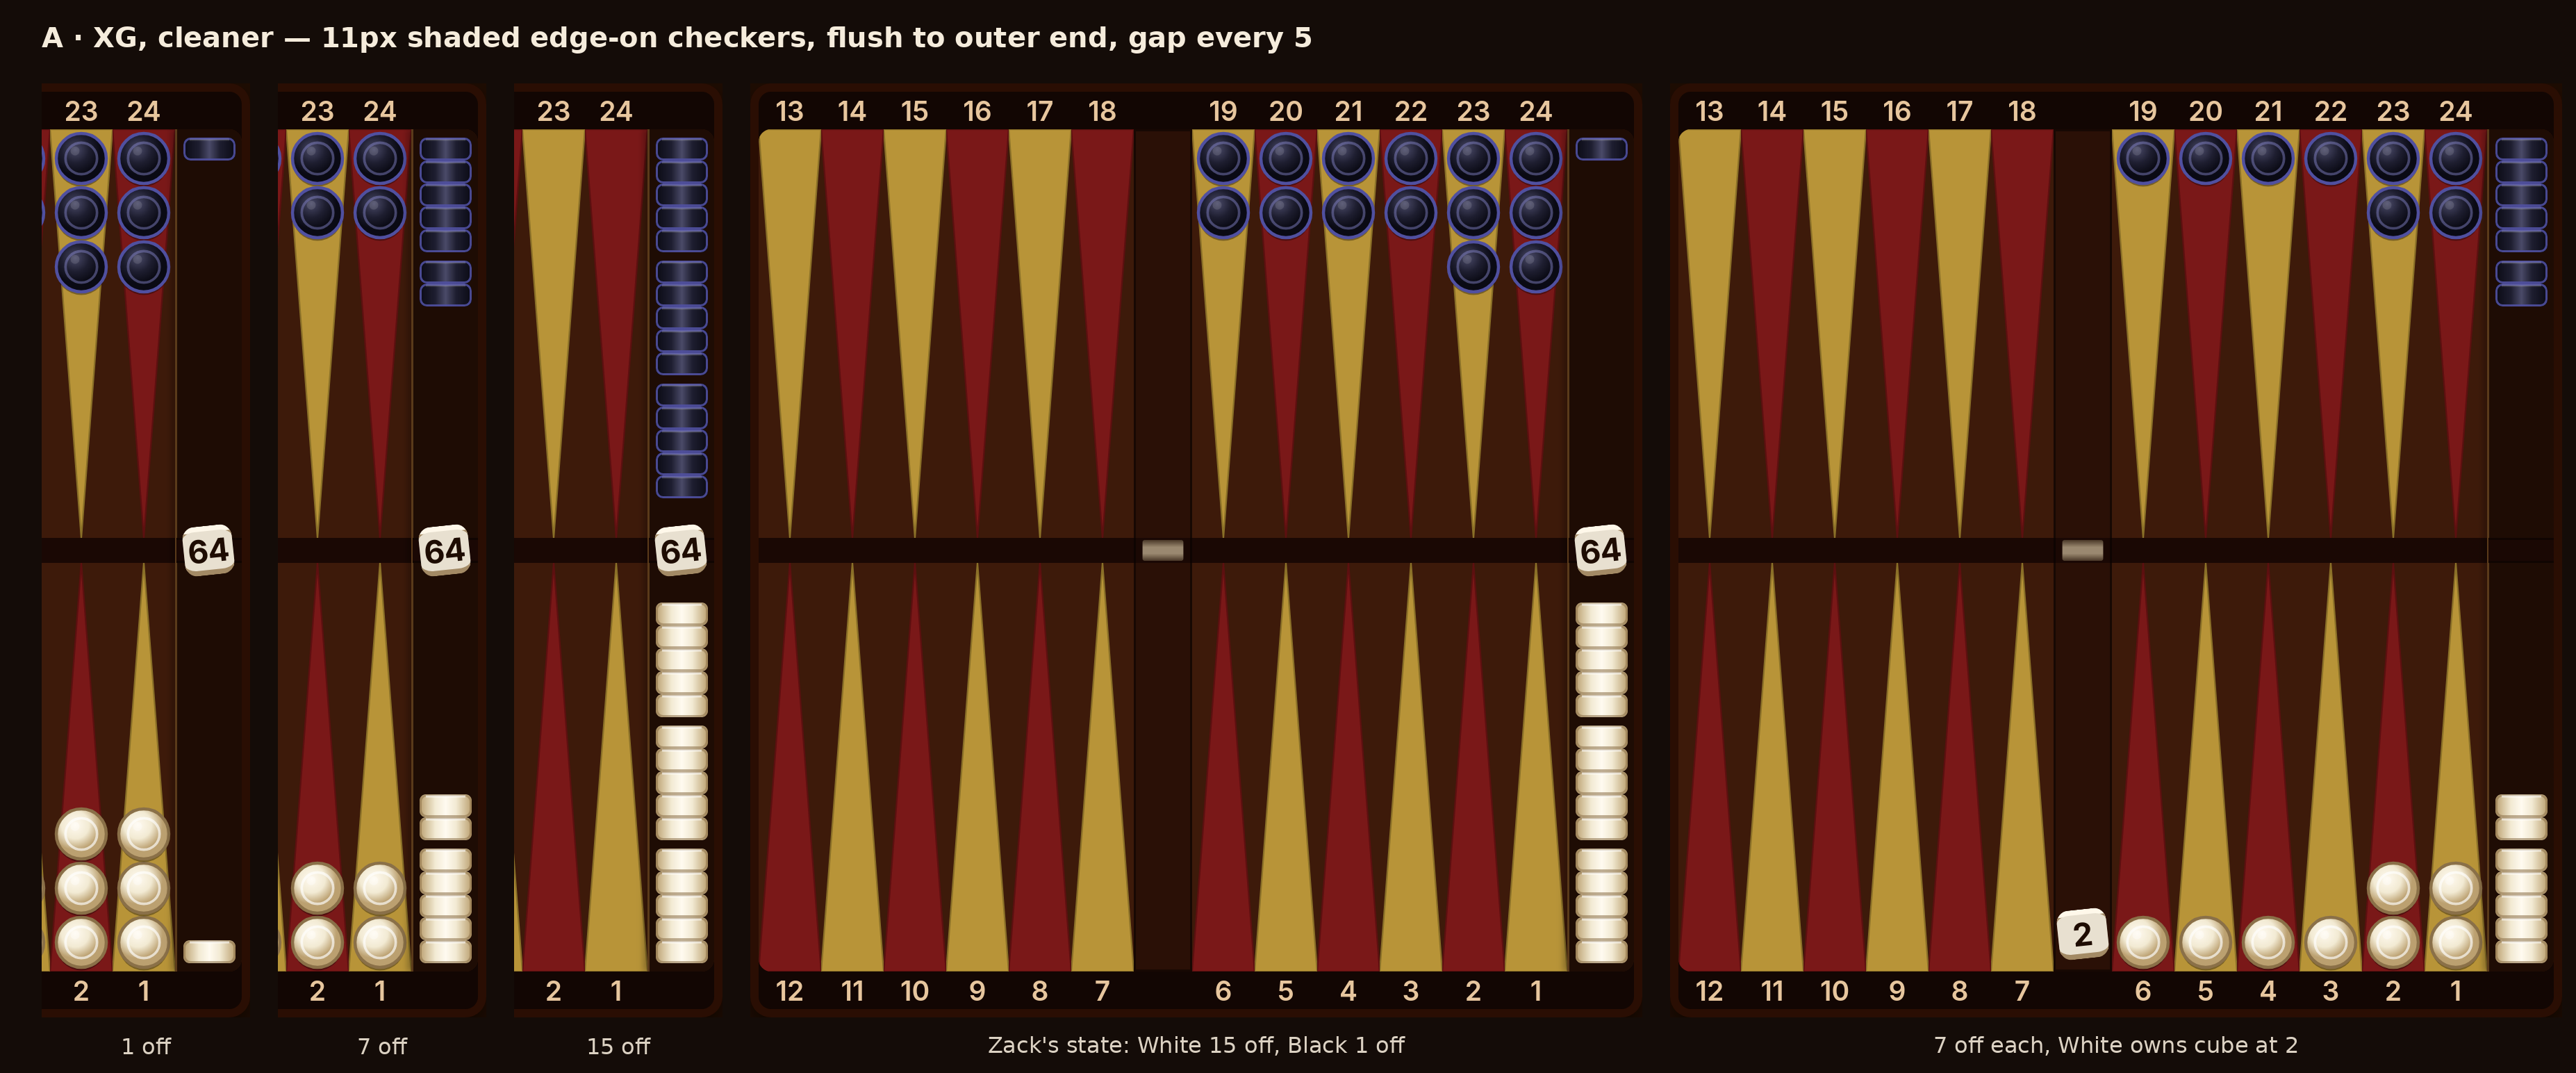 A · XG, cleaner — 11px shaded edge-on checkers, flush to outer end, gap every 5
23 24
23 24
23 24
13 14 15 16 17 18 19 20 21 22 23 24
13 14 15 16 17 18 19 20 21 22 23 24
64
64
64
64
2
2 1
2 1
2 1
12 11 10 9 8 7 6 5 4 3 2 1
12 11 10 9 8 7 6 5 4 3 2 1
1 off
7 off
15 off
Zack's state: White 15 off, Black 1 off
7 off each, White owns cube at 2